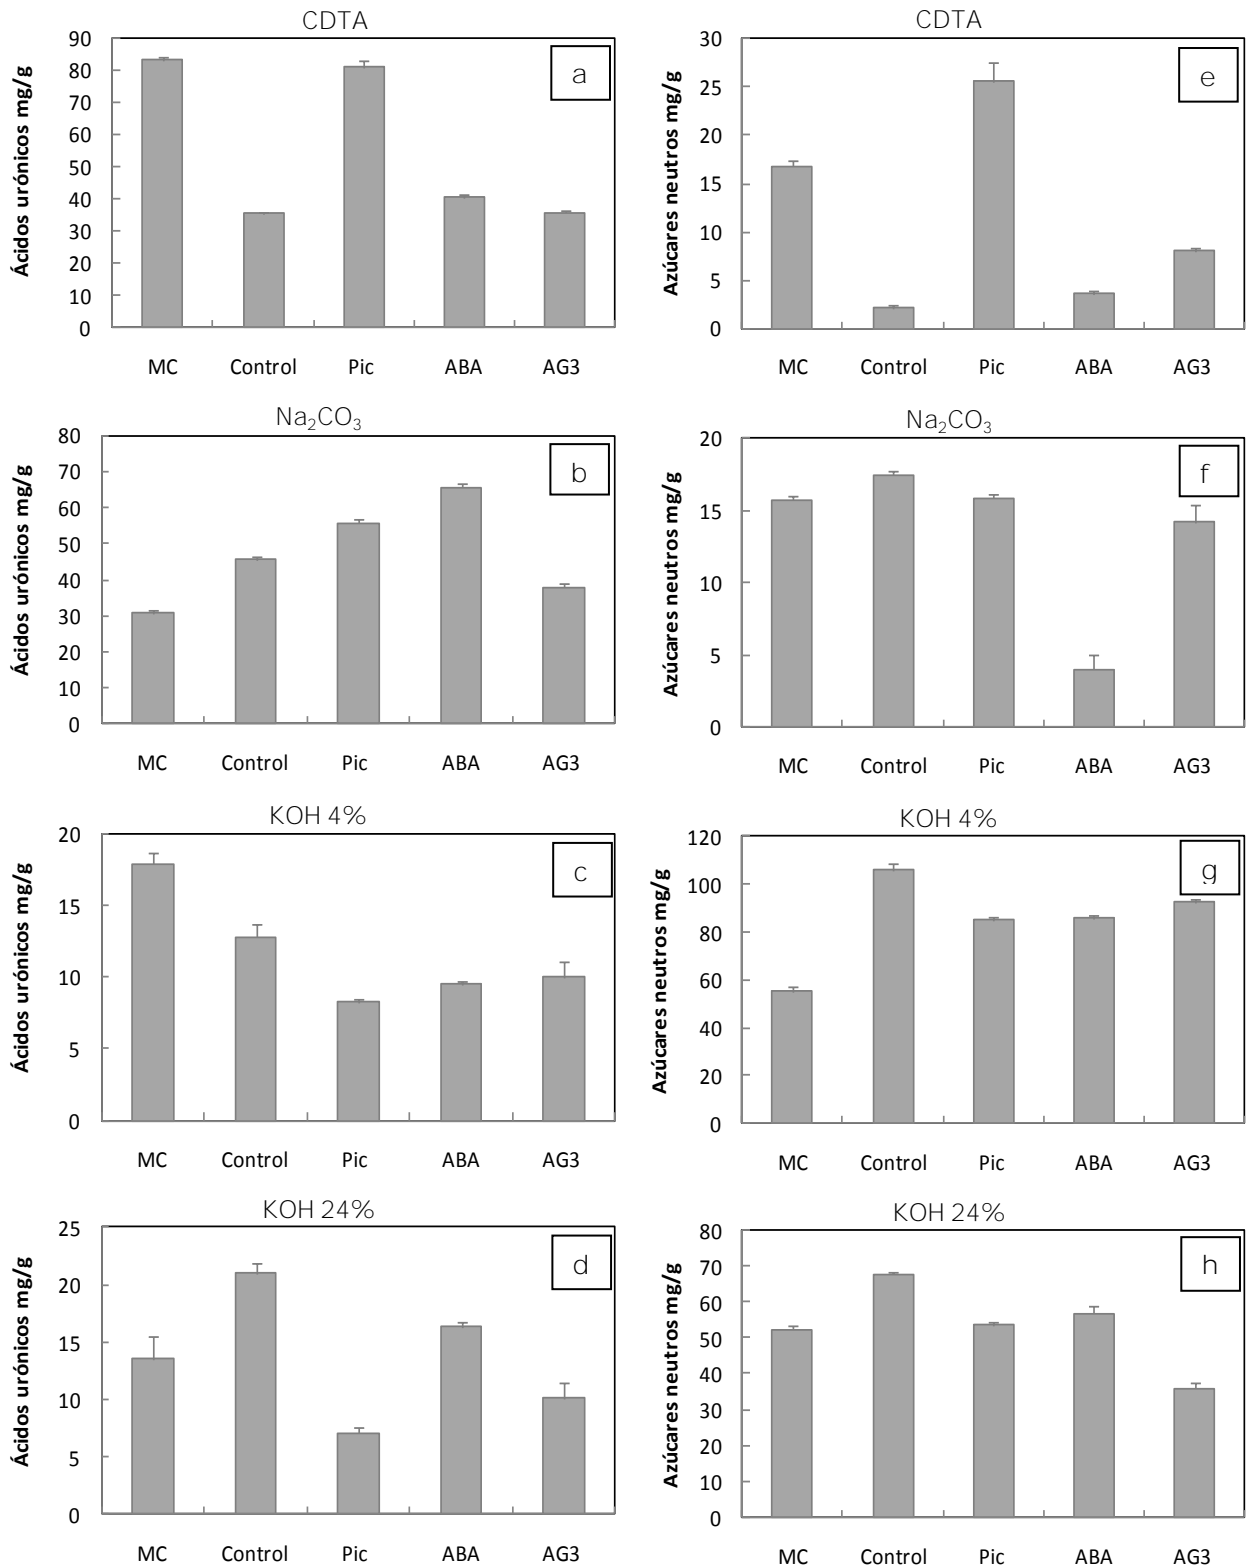 CDTA
a
Ácidos urónicos mg/g
90
80
70
60
50
40
30
20
10
0
MC Control Pic ABA AG3
CDTA
e
Azúcares neutros mg/g
30
25
20
15
10
5
0
MC Control Pic ABA AG3
Na₂CO₃
b
Ácidos urónicos mg/g
80
70
60
50
40
30
20
10
0
MC Control Pic ABA AG3
Na₂CO₃
f
Azúcares neutros mg/g
20
15
10
5
0
MC Control Pic ABA AG3
KOH 4%
c
Ácidos urónicos mg/g
20
15
10
5
0
MC Control Pic ABA AG3
KOH 4%
g
Azúcares neutros mg/g
120
100
80
60
40
20
0
MC Control Pic ABA AG3
KOH 24%
d
Ácidos urónicos mg/g
25
20
15
10
5
0
MC Control Pic ABA AG3
KOH 24%
h
Azúcares neutros mg/g
80
70
60
50
40
30
20
10
0
MC Control Pic ABA AG3